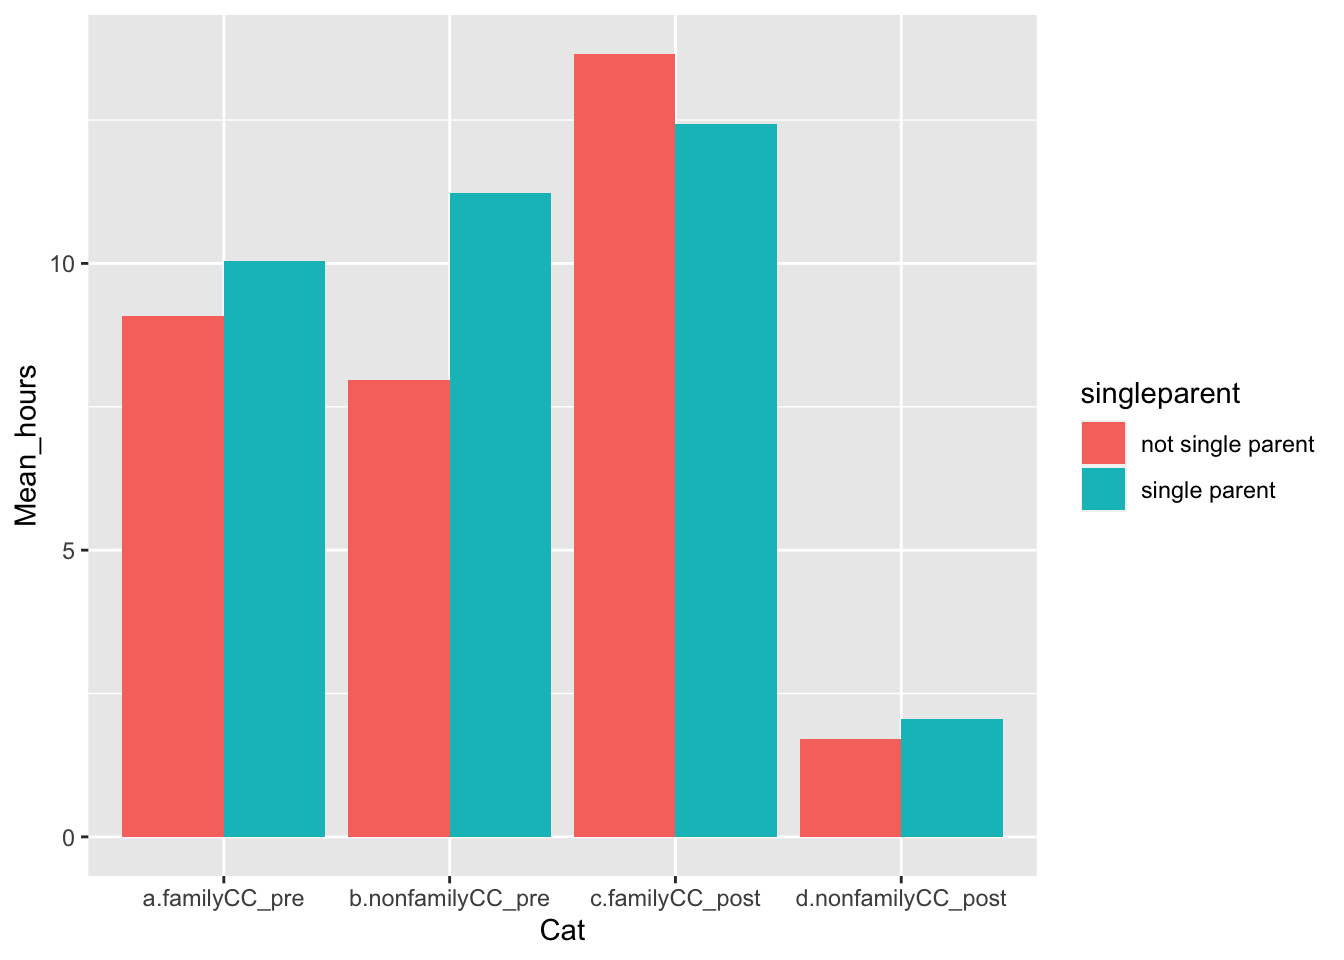 Mean_hours
10
5
0
a.familyCC_pre
b.nonfamilyCC_pre
c.familyCC_post
d.nonfamilyCC_post
Cat
singleparent
not single parent
single parent